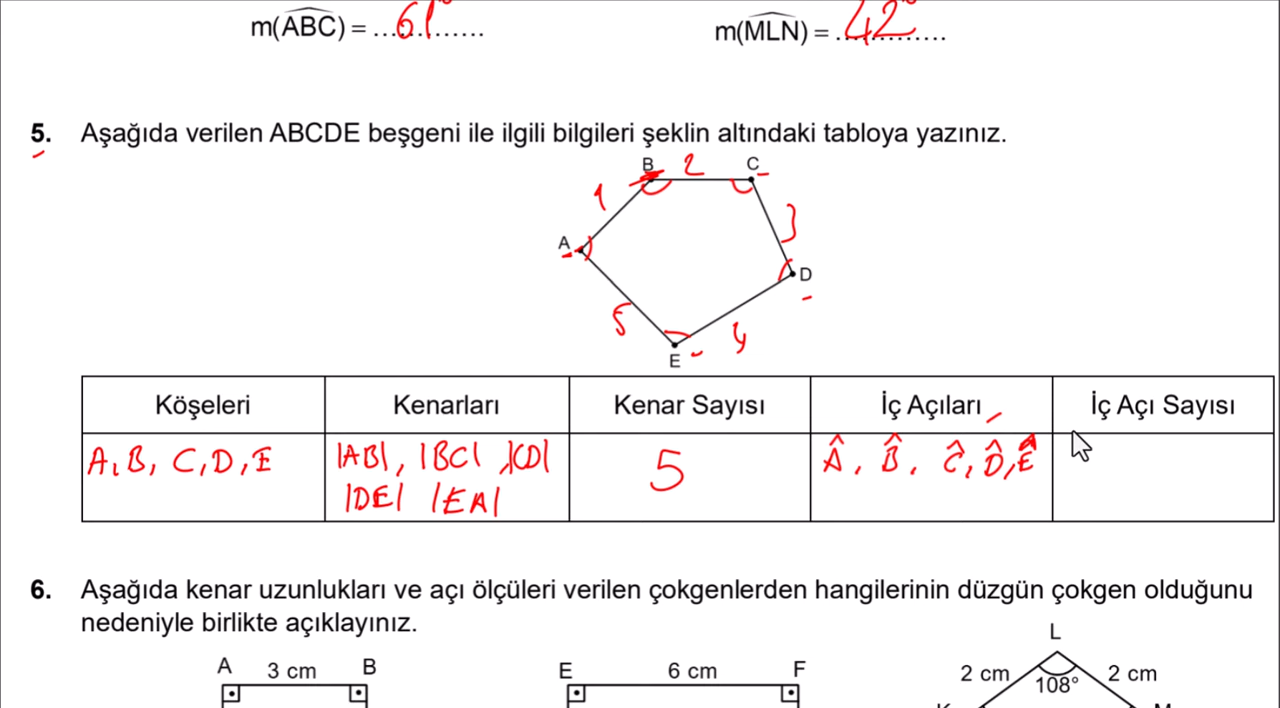 m(ABC) = ...61°......
m(MLN) = .42°..........
5. Aşağıda verilen ABCDE beşgeni ile ilgili bilgileri şeklin altındaki tabloya yazınız.
B 2 C
1
3
A
D
5
4
E
Köşeleri Kenarları Kenar Sayısı İç Açıları İç Açı Sayısı
A, B, C, D, E |AB|, |BC|, |CD| 5 Â, B̂, Ĉ, D̂, Ê
|DE| |EA|
6. Aşağıda kenar uzunlukları ve açı ölçüleri verilen çokgenlerden hangilerinin düzgün çokgen olduğunu
nedeniyle birlikte açıklayınız.
L
A 3 cm B E 6 cm F 2 cm 2 cm
108°